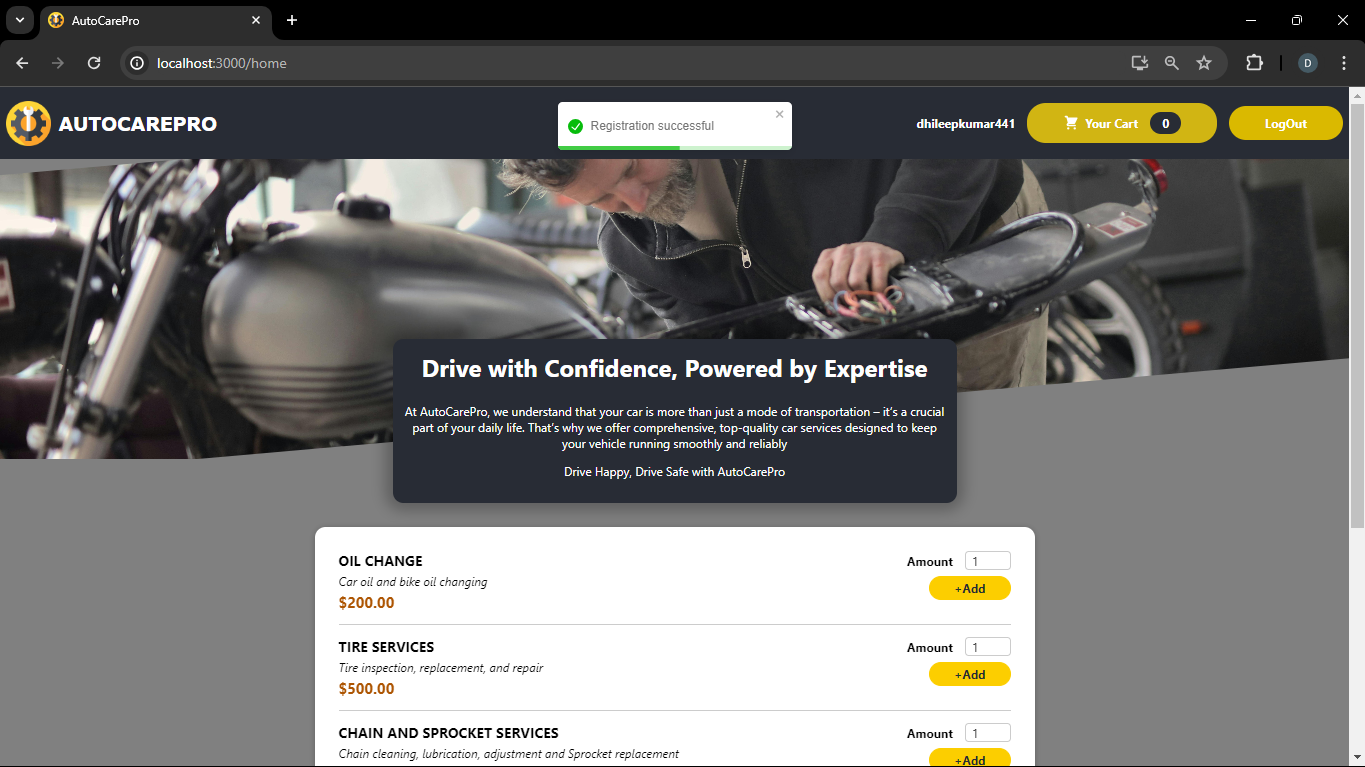 AutoCarePro
localhost:3000/home
D
AUTOCAREPRO
Registration successful
dhileepkumar441
Your Cart 0
LogOut
Drive with Confidence, Powered by Expertise
At AutoCarePro, we understand that your car is more than just a mode of transportation – it's a crucial
part of your daily life. That's why we offer comprehensive, top-quality car services designed to keep
your vehicle running smoothly and reliably
Drive Happy, Drive Safe with AutoCarePro
OIL CHANGE
Amount 1
Car oil and bike oil changing
+Add
$200.00
TIRE SERVICES
Amount 1
Tire inspection, replacement, and repair
+Add
$500.00
CHAIN AND SPROCKET SERVICES
Amount 1
Chain cleaning, lubrication, adjustment and Sprocket replacement
+Add